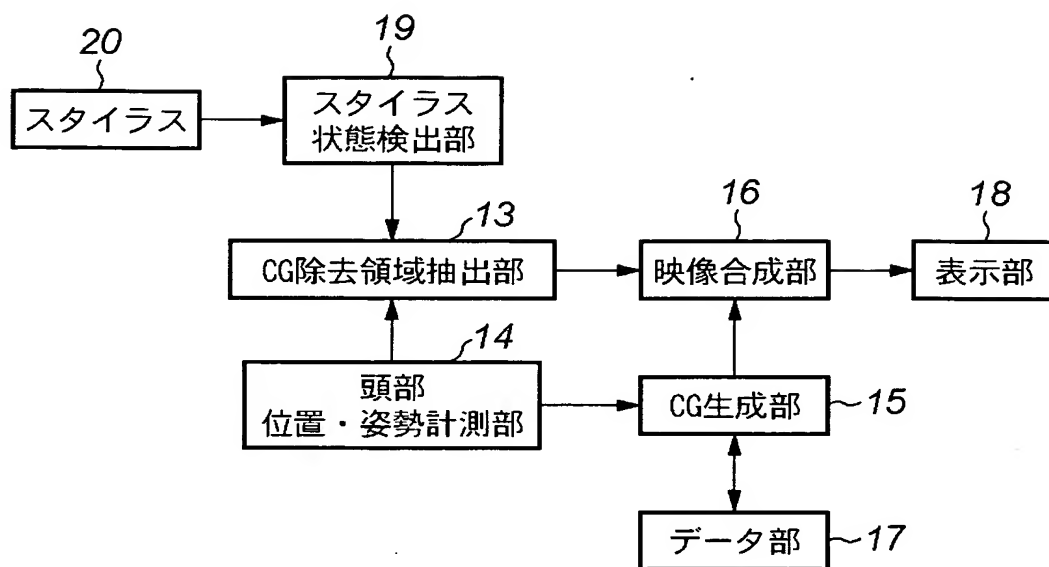 20
スタイラス
19
スタイラス
状態検出部
13
CG除去領域抽出部
16
映像合成部
18
表示部
14
頭部
位置・姿勢計測部
CG生成部
15
データ部
17